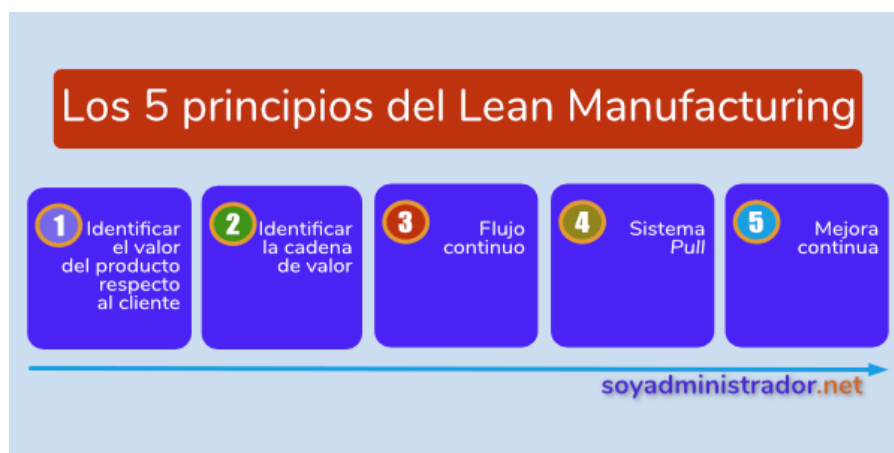 Los 5 principios del Lean Manufacturing
1
Identificar
el valor
del producto
respecto
al cliente
2
Identificar
la cadena
de valor
3
Flujo
continuo
4
Sistema
Pull
5
Mejora
continua
soyadministrador.net